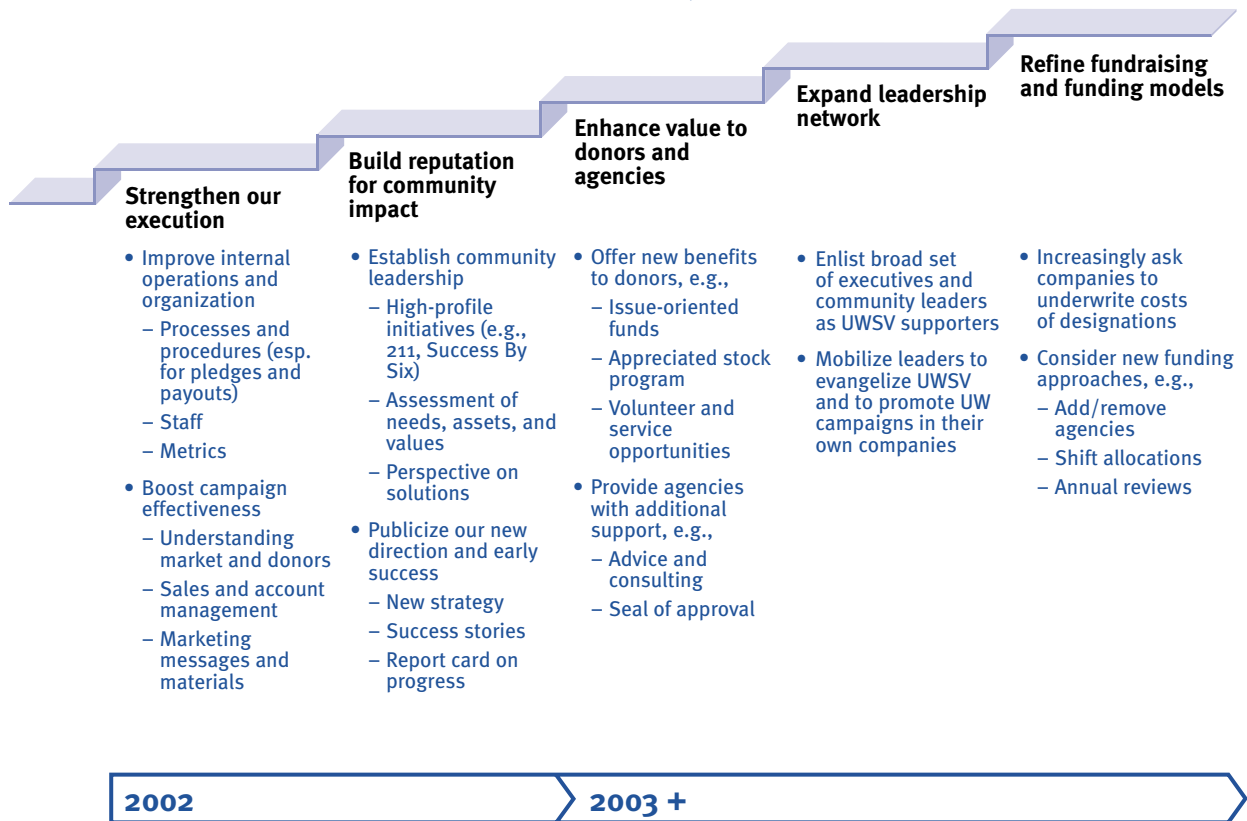 Strengthen our
execution
• Improve internal
operations and
organization
– Processes and
procedures (esp.
for pledges and
payouts)
– Staff
– Metrics
• Boost campaign
effectiveness
– Understanding
market and donors
– Sales and account
management
– Marketing
messages and
materials
Build reputation
for community
impact
• Establish community
leadership
– High-profile
initiatives (e.g.,
211, Success By
Six)
– Assessment of
needs, assets, and
values
– Perspective on
solutions
• Publicize our new
direction and early
success
– New strategy
– Success stories
– Report card on
progress
Enhance value to
donors and
agencies
• Offer new benefits
to donors, e.g.,
– Issue-oriented
funds
– Appreciated stock
program
– Volunteer and
service
opportunities
• Provide agencies
with additional
support, e.g.,
– Advice and
consulting
– Seal of approval
Expand leadership
network
• Enlist broad set
of executives and
community leaders
as UWSV supporters
• Mobilize leaders to
evangelize UWSV
and to promote UW
campaigns in their
own companies
Refine fundraising
and funding models
• Increasingly ask
companies to
underwrite costs
of designations
• Consider new funding
approaches, e.g.,
– Add/remove
agencies
– Shift allocations
– Annual reviews
2002
2003 +